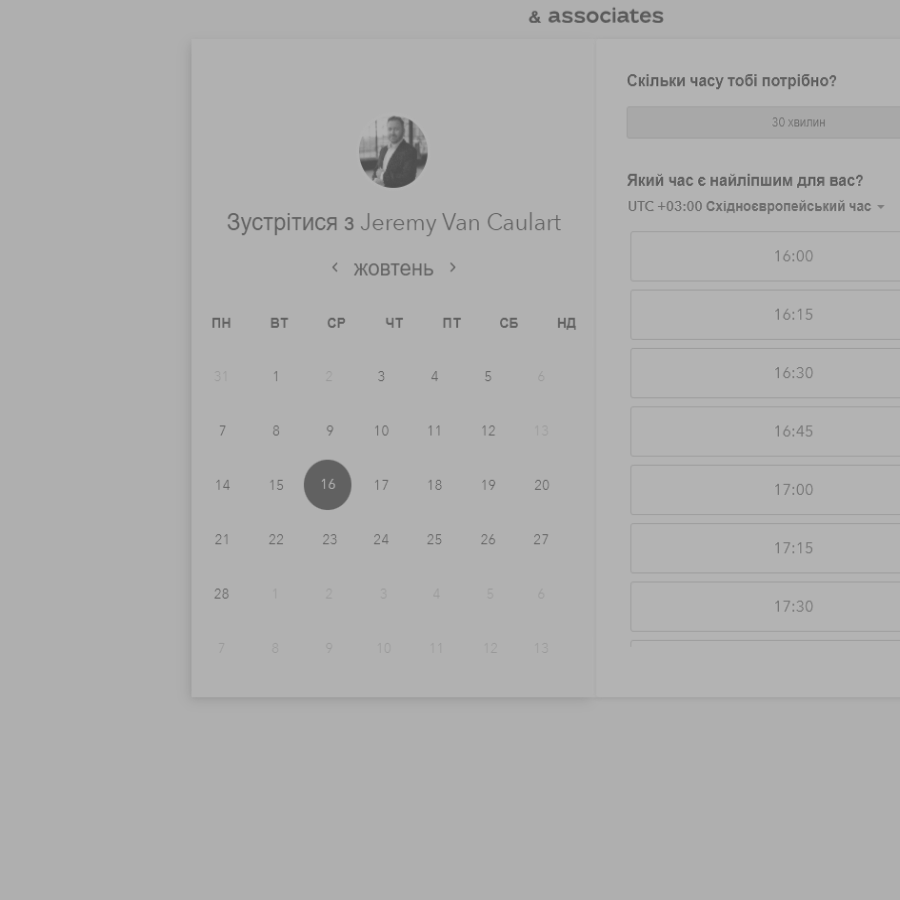 & associates
Зустрітися з Jeremy Van Caulart
жовтень
ПН ВТ СР ЧТ ПТ СБ НД
31 1 2 3 4 5 6
7 8 9 10 11 12 13
14 15 16 17 18 19 20
21 22 23 24 25 26 27
28 1 2 3 4 5 6
7 8 9 10 11 12 13
Скільки часу тобі потрібно?
30 хвилин
Який час є найліпшим для вас?
UTC +03:00 Східноєвропейський час
16:00
16:15
16:30
16:45
17:00
17:15
17:30